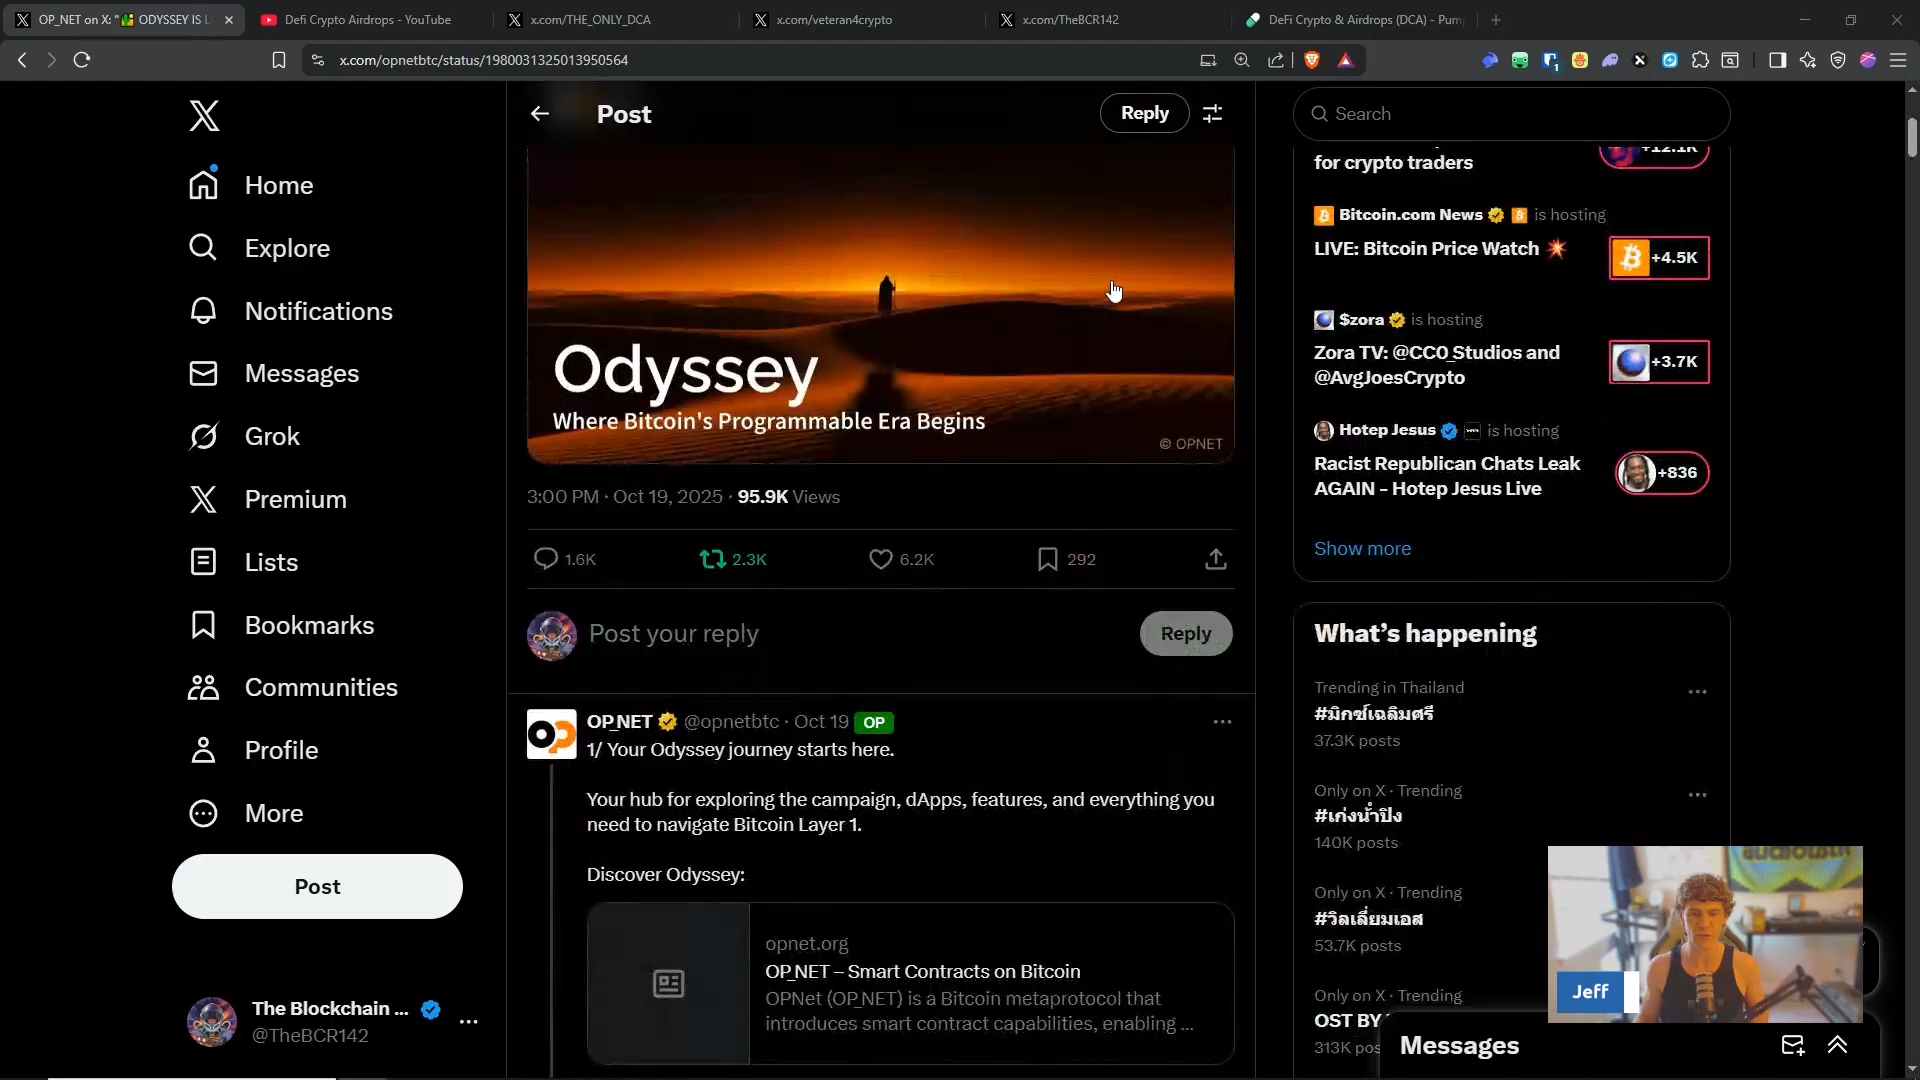 OP_NET on X: "ODYSSEY IS L
Defi Crypto Airdrops - YouTube
x.com/THE_ONLY_DCA
x.com/veteran4crypto
x.com/TheBCR142
DeFi Crypto & Airdrops (DCA) - Pum
x.com/opnetbtc/status/1980031325013950564
Home
Explore
Notifications
Messages
Grok
Premium
Lists
Bookmarks
Communities
Profile
More
Post
The Blockchain ...
@TheBCR142
Post
Reply
Odyssey
Where Bitcoin's Programmable Era Begins
© OPNET
3:00 PM · Oct 19, 2025 · 95.9K Views
1.6K
2.3K
6.2K
292
Post your reply
Reply
OP_NET @opnetbtc · Oct 19 OP
1/ Your Odyssey journey starts here.
Your hub for exploring the campaign, dApps, features, and everything you
need to navigate Bitcoin Layer 1.
Discover Odyssey:
op
opnet.org
OP_NET – Smart Contracts on Bitcoin
OPNet (OP_NET) is a Bitcoin metaprotocol that
introduces smart contract capabilities, enabling ...
Search
for crypto traders
+12.1K
Bitcoin.com News is hosting
LIVE: Bitcoin Price Watch
+4.5K
$zora is hosting
Zora TV: @CC0_Studios and
@AvgJoesCrypto
+3.7K
Hotep Jesus is hosting
Racist Republican Chats Leak
AGAIN – Hotep Jesus Live
+836
Show more
What's happening
Trending in Thailand
#มิกซ์เฉลิมศรี
37.3K posts
Only on X · Trending
#เก่งน้ําปิง
140K posts
Only on X · Trending
#วิลเลี่ยมเอส
53.7K posts
Only on X · Trending
OST BY
313K pos
Jeff
Messages